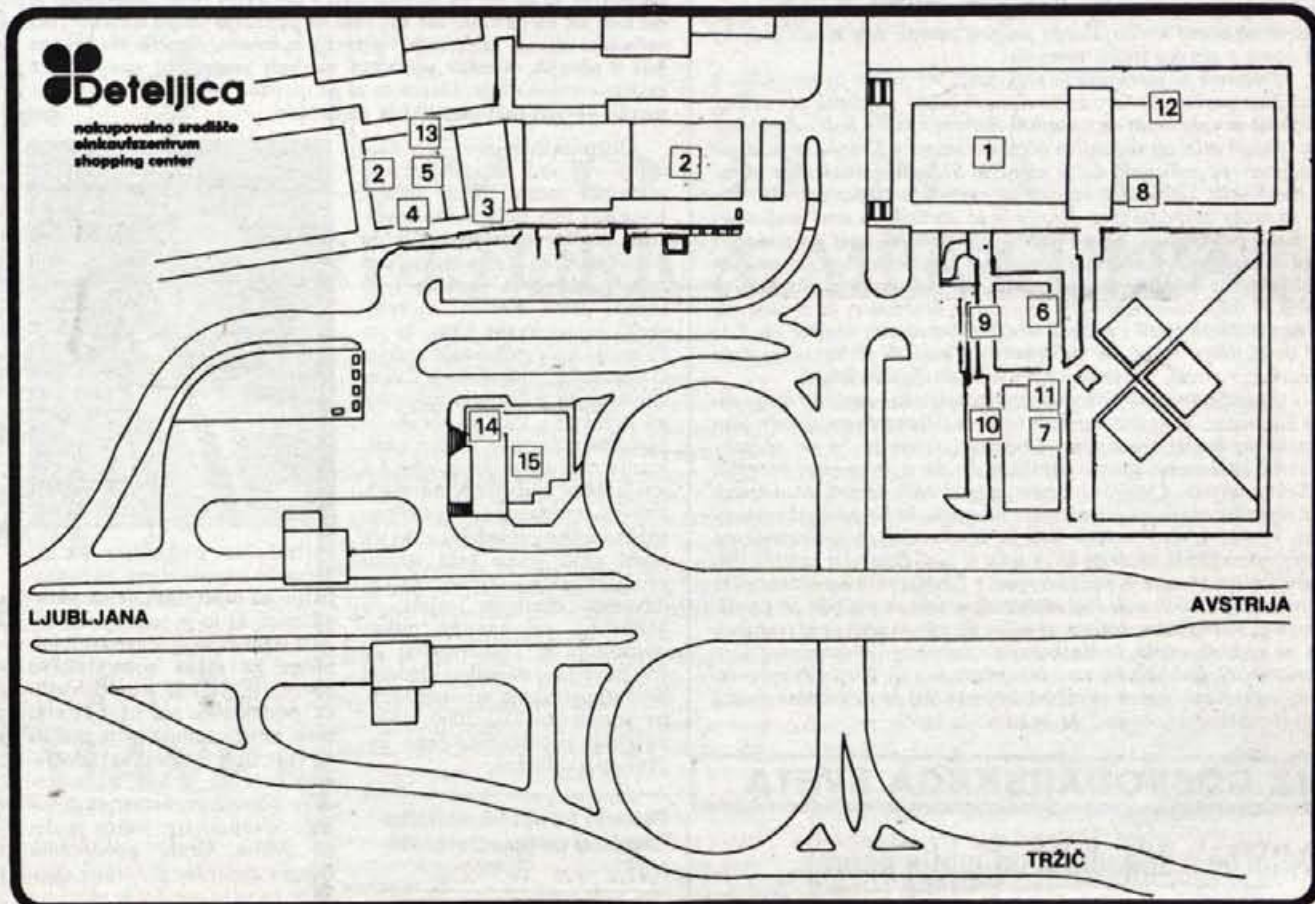 Deteljica
nakupovalno središče
einkaufszentrum
shopping center
13
12
2
5
2
1
4
3
8
9
6
14
11
15
10
7
LJUBLJANA
AVSTRIJA
TRŽIČ